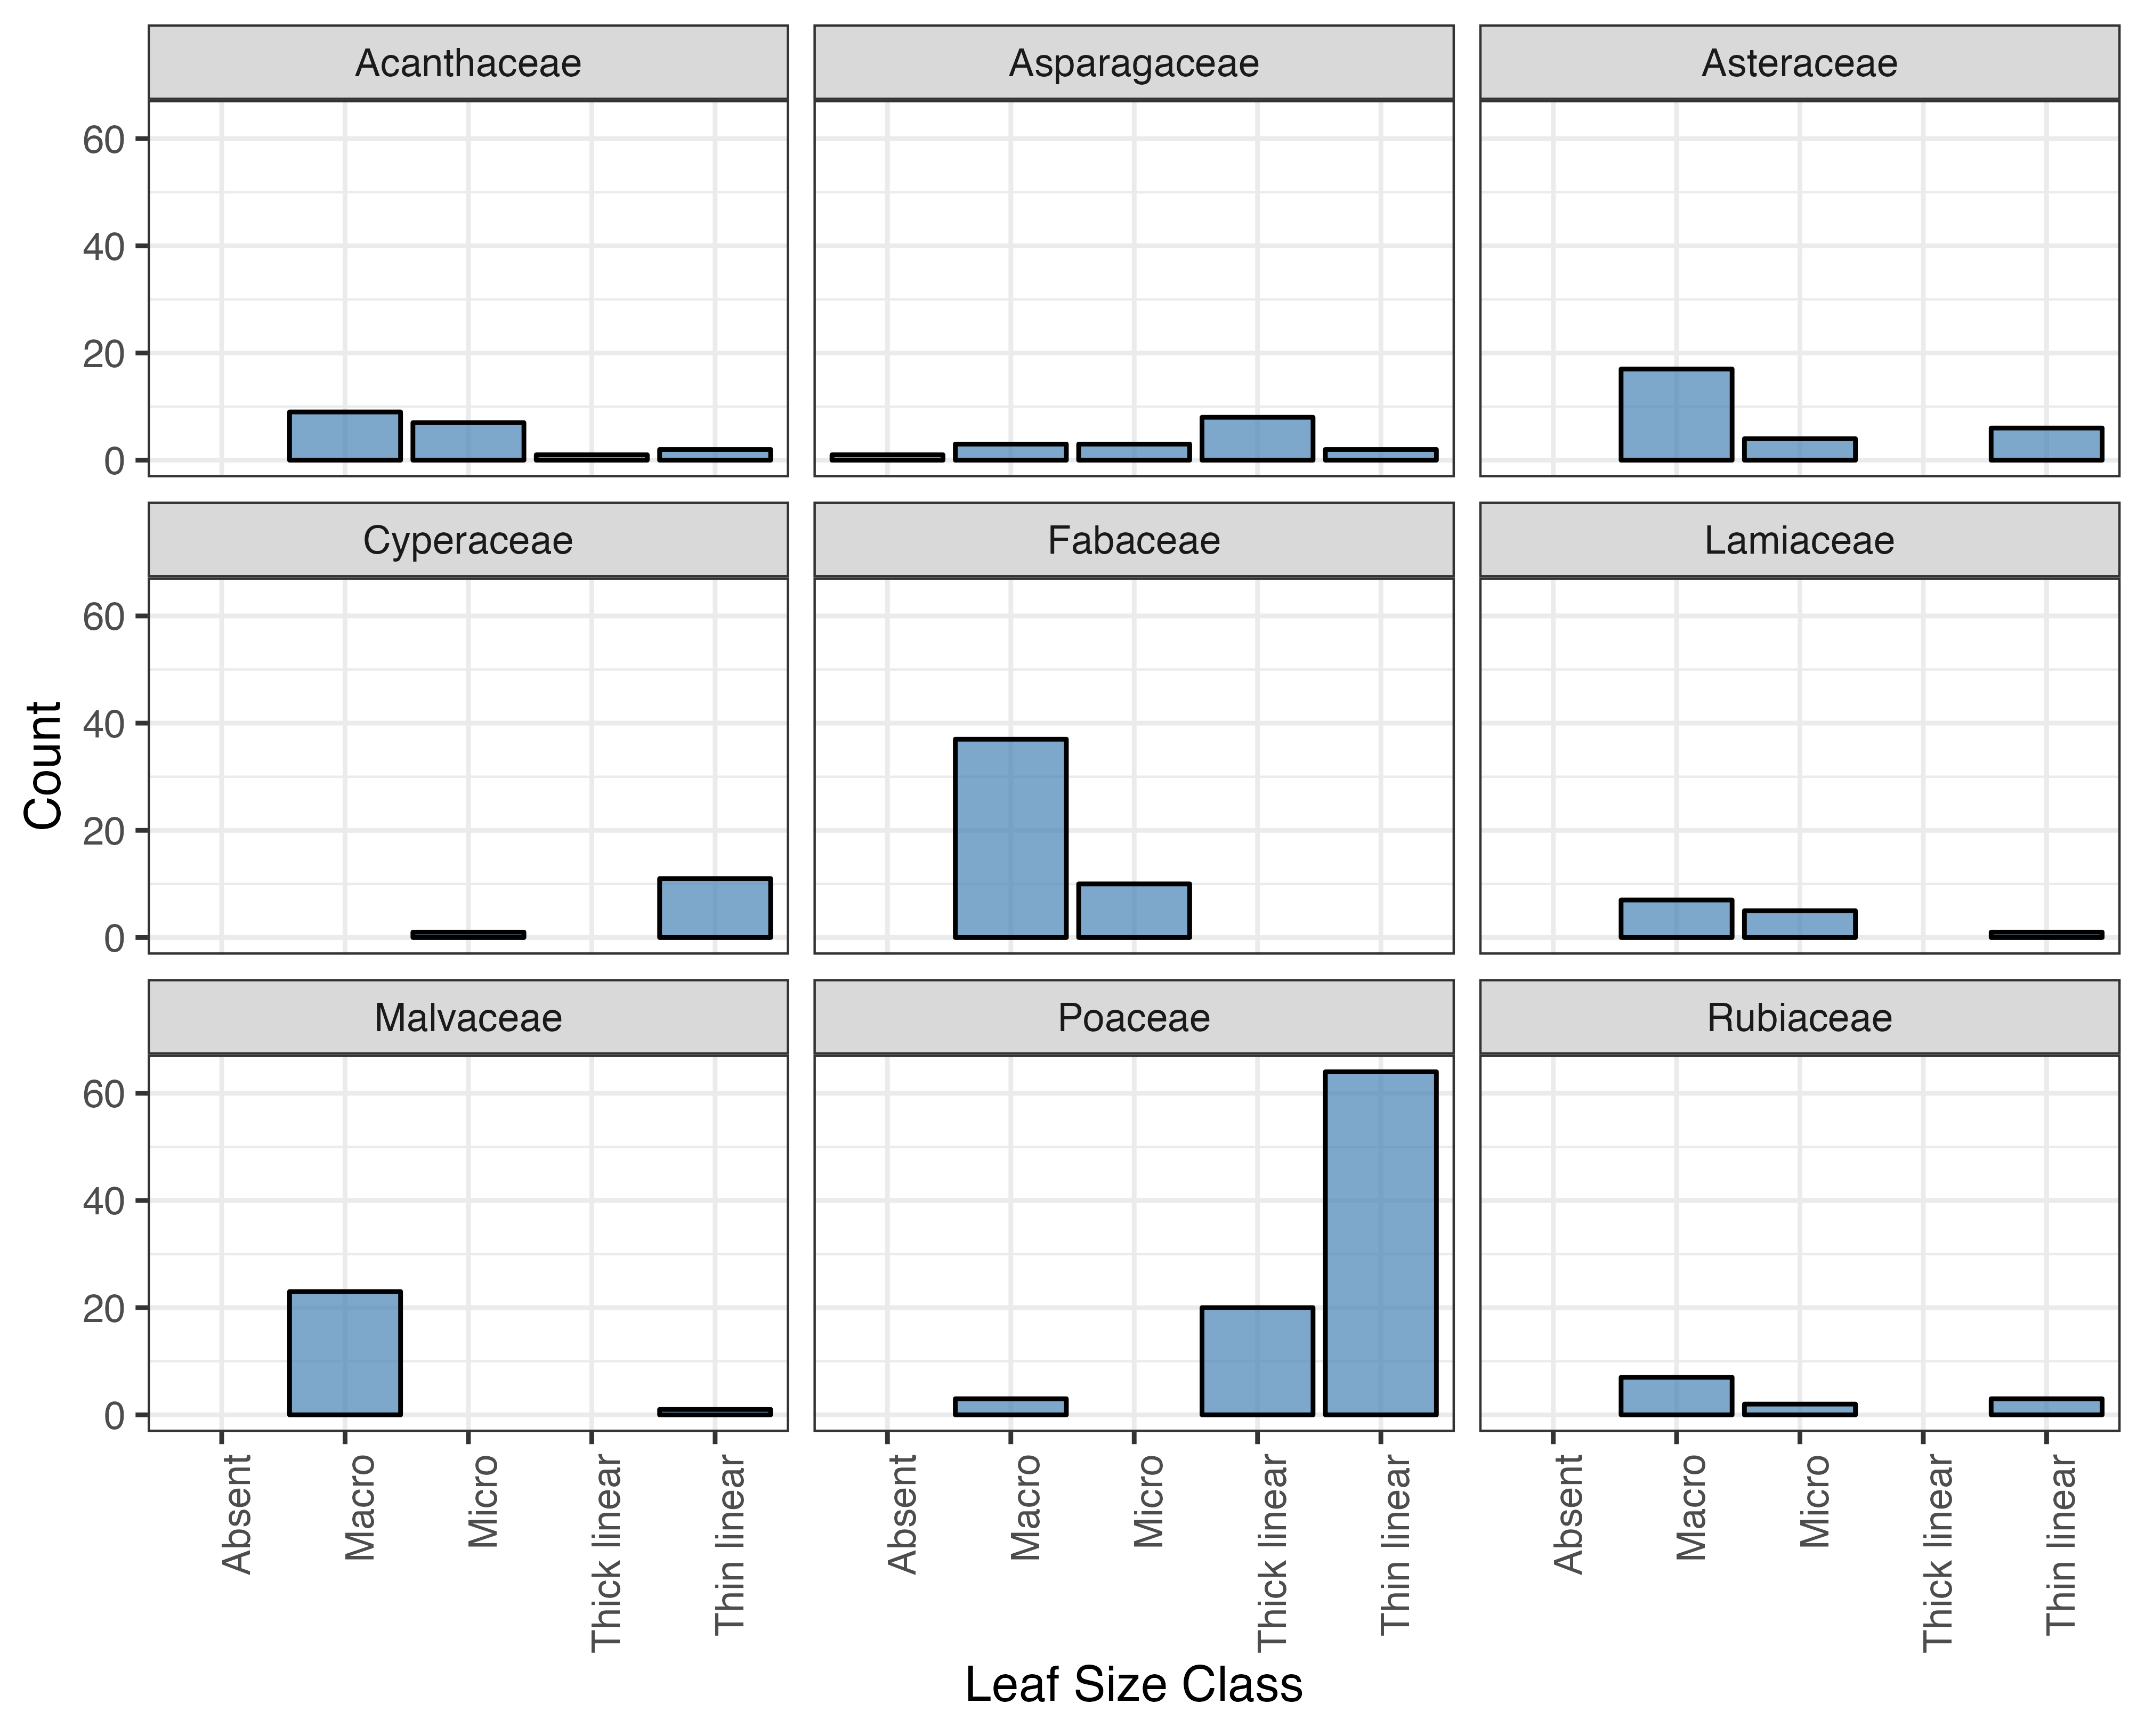 Acanthaceae
Asparagaceae
Asteraceae
60
40
20
0
Cyperaceae
Fabaceae
Lamiaceae
60
40
20
0
Count
Malvaceae
Poaceae
Rubiaceae
60
40
20
0
Absent
Macro
Micro
Thick linear
Thin linear
Absent
Macro
Micro
Thick linear
Thin linear
Absent
Macro
Micro
Thick linear
Thin linear
Leaf Size Class